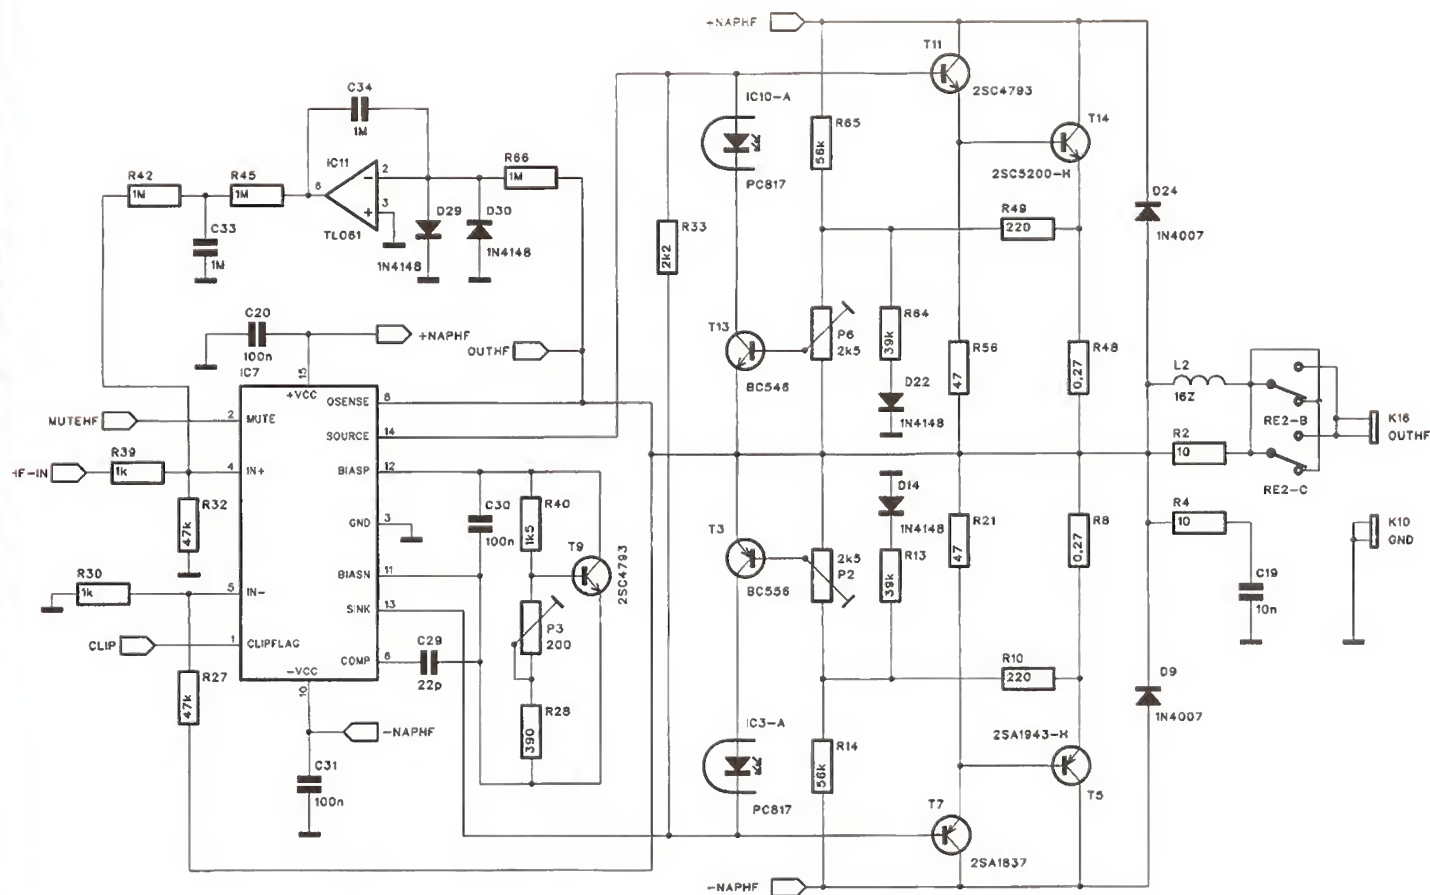 +NAPHF
T11
2SC4793
C34
1M
IC10-A
PC817
R65
56k
T14
2SC5200-H
IC11
R42
1M
R45
1M
6
2
3
-
+
TL061
R66
1M
D29
D30
1N4148
1N4148
C33
1M
R33
2k2
R49
220
D24
1N4007
C20
100n
+NAPHF
OUTHF
T13
BC546
P6
2k5
R64
39k
D22
1N4148
R56
47
R48
0,27
L2
16Z
RE2-B
K16
OUTHF
IC7
15
+VCC
OSENSE
8
MUTEHF
2
MUTE
SOURCE
14
R39
1k
4
IN+
BIASP
12
R2
10
RE2-C
R32
47k
GND
3
C30
100n
R40
1k5
T9
2SC4793
T3
BC556
D14
1N4148
2k5
P2
R13
39k
R21
47
R8
0,27
R4
10
K10
GND
C19
10n
R30
1k
5
IN-
BIASN
11
SINK
13
CLIP
1
CLIPFLAG
COMP
6
C29
22p
P3
200
-VCC
10
R27
47k
R10
220
D9
1N4007
-NAPHF
R28
390
C31
100n
IC3-A
PC817
R14
56k
2SA1943-H
T5
T7
2SA1837
-NAPHF